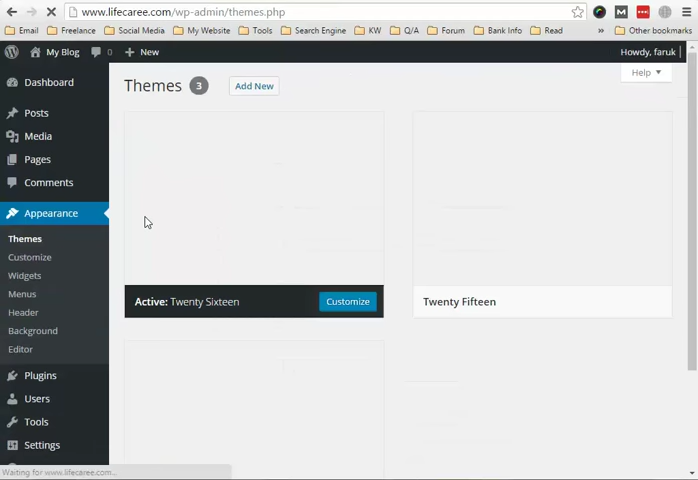 www.lifecaree.com/wp-admin/themes.php
Email Freelance Social Media My Website Tools Search Engine KW Q/A Forum Bank Info Read » Other bookmarks
My Blog 0 + New Howdy, faruk
Help ▼
Themes 3 Add New
Dashboard
Posts
Media
Pages
Comments
Appearance
Themes
Customize
Widgets
Menus
Header
Background
Editor
Plugins
Users
Tools
Settings
Active: Twenty Sixteen Customize
Twenty Fifteen
Waiting for www.lifecaree.com...